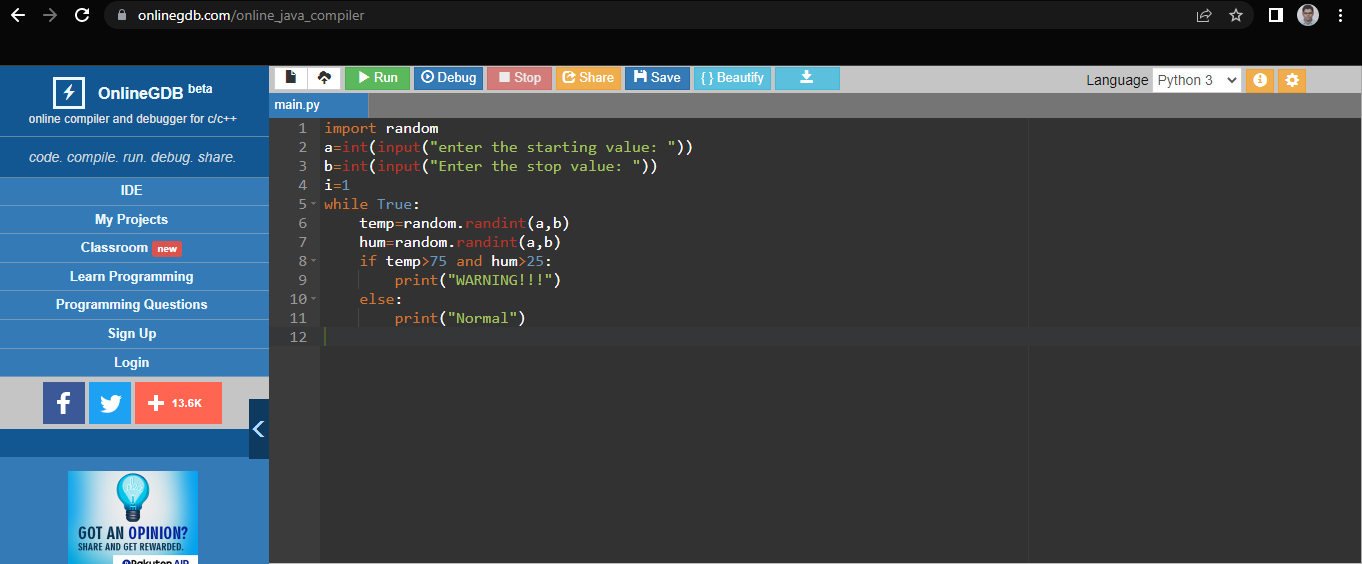 onlinegdb.com/online_java_compiler
OnlineGDB beta
online compiler and debugger for c/c++
code. compile. run. debug. share.
IDE
My Projects
Classroom new
Learn Programming
Programming Questions
Sign Up
Login
13.6K
GOT AN OPINION?
SHARE AND GET REWARDED.
Rakuten AIP
Run Debug Stop Share Save { } Beautify
Language Python 3
main.py
1 import random
2 a=int(input("enter the starting value: "))
3 b=int(input("Enter the stop value: "))
4 i=1
5 while True:
6 temp=random.randint(a,b)
7 hum=random.randint(a,b)
8 if temp>75 and hum>25:
9 print("WARNING!!!")
10 else:
11 print("Normal")
12